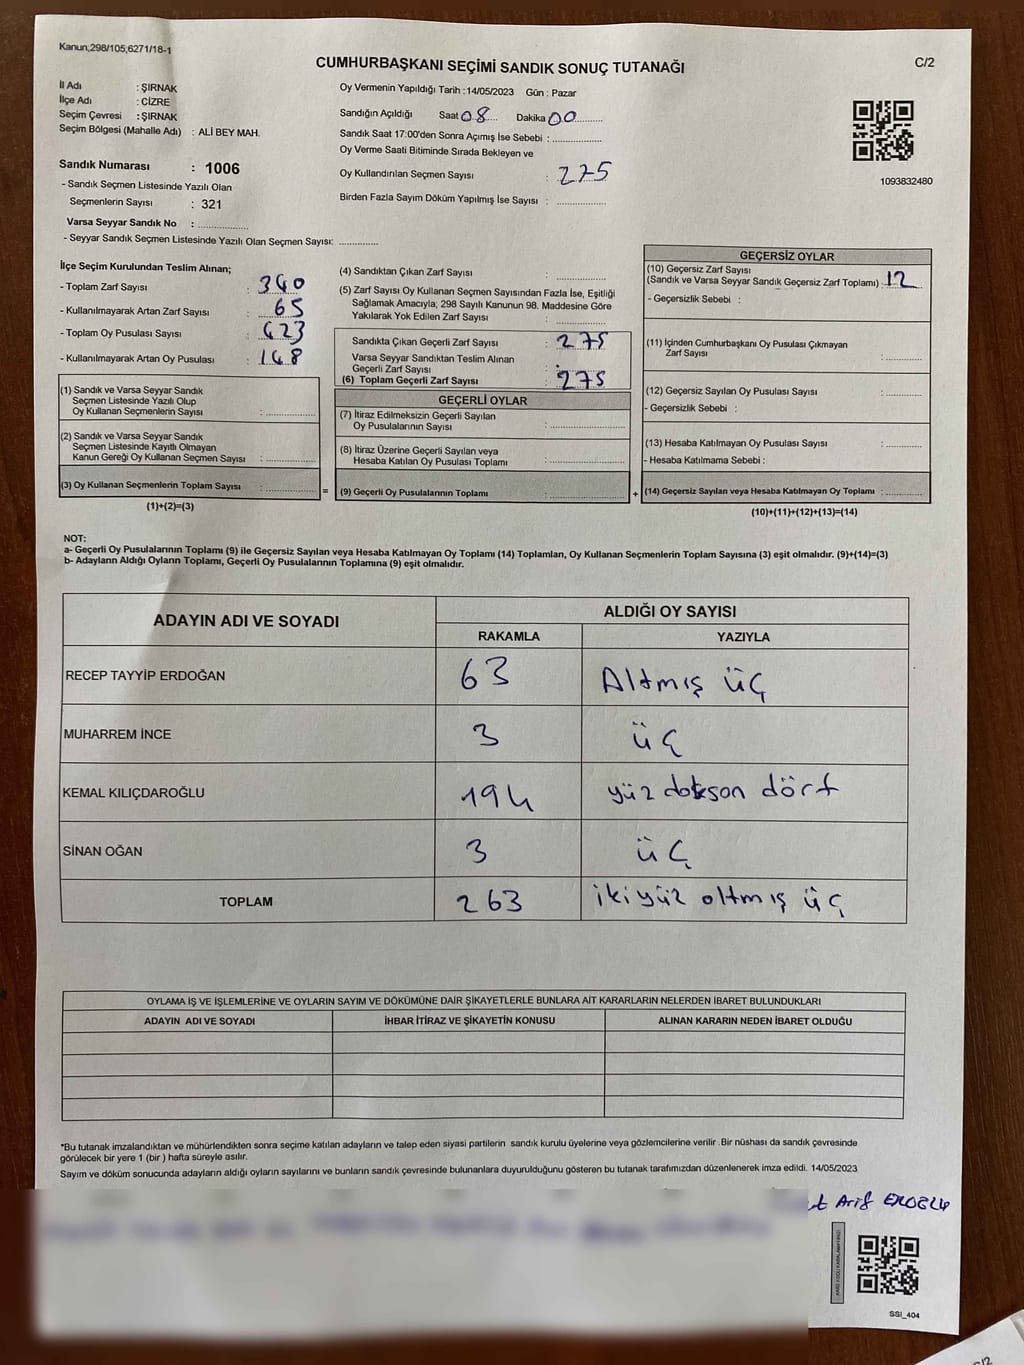 Kanun;298/105;6271/18-1
CUMHURBAŞKANI SEÇİMİ SANDIK SONUÇ TUTANAĞI
C/2
İl Adı : ŞIRNAK
İlçe Adı : CİZRE
Seçim Çevresi : ŞIRNAK
Seçim Bölgesi (Mahalle Adı) : ALİ BEY MAH.
Sandık Numarası : 1006
- Sandık Seçmen Listesinde Yazılı Olan
Seçmenlerin Sayısı : 321
Varsa Seyyar Sandık No :
- Seyyar Sandık Seçmen Listesinde Yazılı Olan Seçmen Sayısı:
Oy Vermenin Yapıldığı Tarih : 14/05/2023 Gün : Pazar
Sandığın Açıldığı Saat 08 Dakika 00
Sandık Saat 17:00'den Sonra Açımış İse Sebebi :
Oy Verme Saati Bitiminde Sırada Bekleyen ve
Oy Kullandırılan Seçmen Sayısı : 275
Birden Fazla Sayım Döküm Yapılmış İse Sayısı :
1093832480
İlçe Seçim Kurulundan Teslim Alınan;
- Toplam Zarf Sayısı : 340
- Kullanılmayarak Artan Zarf Sayısı : 65
- Toplam Oy Pusulası Sayısı : 423
- Kullanılmayarak Artan Oy Pusulası : 148
(1) Sandık ve Varsa Seyyar Sandık
Seçmen Listesinde Yazılı Olup
Oy Kullanan Seçmenlerin Sayısı :
(2) Sandık ve Varsa Seyyar Sandık
Seçmen Listesinde Kayıtlı Olmayan
Kanun Gereği Oy Kullanan Seçmen Sayısı :
(3) Oy Kullanan Seçmenlerin Toplam Sayısı :
(1)+(2)=(3)
(4) Sandıktan Çıkan Zarf Sayısı :
(5) Zarf Sayısı Oy Kullanan Seçmen Sayısından Fazla İse, Eşitliği
Sağlamak Amacıyla; 298 Sayılı Kanunun 98. Maddesine Göre
Yakılarak Yok Edilen Zarf Sayısı :
Sandıkta Çıkan Geçerli Zarf Sayısı : 275
Varsa Seyyar Sandıktan Teslim Alınan
Geçerli Zarf Sayısı :
(6) Toplam Geçerli Zarf Sayısı : 275
GEÇERLİ OYLAR
(7) İtiraz Edilmeksizin Geçerli Sayılan
Oy Pusulalarının Sayısı :
(8) İtiraz Üzerine Geçerli Sayılan veya
Hesaba Katılan Oy Pusulası Toplamı :
=
(9) Geçerli Oy Pusulalarının Toplamı :
GEÇERSİZ OYLAR
(10) Geçersiz Zarf Sayısı
(Sandık ve Varsa Seyyar Sandık Geçersiz Zarf Toplamı) : 12
- Geçersizlik Sebebi :
(11) İçinden Cumhurbaşkanı Oy Pusulası Çıkmayan
Zarf Sayısı :
(12) Geçersiz Sayılan Oy Pusulası Sayısı :
- Geçersizlik Sebebi :
(13) Hesaba Katılmayan Oy Pusulası Sayısı :
- Hesaba Katılmama Sebebi :
+
(14) Geçersiz Sayılan veya Hesaba Katılmayan Oy Toplamı :
(10)+(11)+(12)+(13)=(14)
NOT:
a- Geçerli Oy Pusulalarının Toplamı (9) ile Geçersiz Sayılan veya Hesaba Katılmayan Oy Toplamı (14) Toplamları, Oy Kullanan Seçmenlerin Toplam Sayısına (3) eşit olmalıdır. (9)+(14)=(3)
b- Adayların Aldığı Oyların Toplamı, Geçerli Oy Pusulalarının Toplamına (9) eşit olmalıdır.
ADAYIN ADI VE SOYADI
ALDIĞI OY SAYISI
RAKAMLA YAZIYLA
RECEP TAYYİP ERDOĞAN 63 Altmış üç
MUHARREM İNCE 3 üç
KEMAL KILIÇDAROĞLU 194 yüz dokson dört
SİNAN OĞAN 3 üç
TOPLAM 263 ikiyüz oltmış üç
OYLAMA İŞ VE İŞLEMLERİNE VE OYLARIN SAYIM VE DÖKÜMÜNE DAİR ŞİKAYETLERLE BUNLARA AİT KARARLARIN NELERDEN İBARET BULUNDUKLARI
ADAYIN ADI VE SOYADI İHBAR İTİRAZ VE ŞİKAYETİN KONUSU ALINAN KARARIN NEDEN İBARET OLDUĞU
*Bu tutanak imzalandıktan ve mühürlendikten sonra seçime katılan adayların ve talep eden siyasi partilerin sandık kurulu üyelerine veya gözlemcilerine verilir .Bir nüshası da sandık çevresinde
görülecek bir yere 1 (bir ) hafta süreyle asılır.
Sayım ve döküm sonucunda adayların aldığı oyların sayılarını ve bunların sandık çevresinde bulunanlara duyurulduğunu gösteren bu tutanak tarafımızdan düzenlenerek imza edildi. 14/05/2023
Arif
SSI_404
C/2